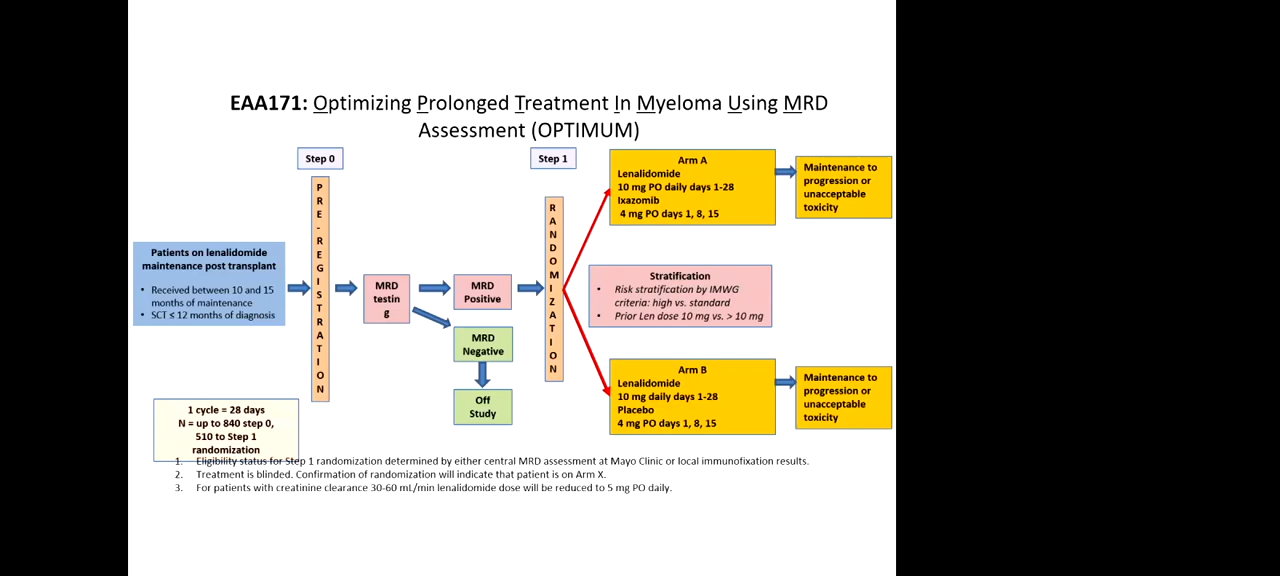 EAA171: Optimizing Prolonged Treatment In Myeloma Using MRD
Assessment (OPTIMUM)
Step 0
Step 1
PRE-REGISTRATION
RANDOMIZATION
Patients on lenalidomide
maintenance post transplant
• Received between 10 and 15
months of maintenance
• SCT ≤ 12 months of diagnosis
MRD
testin
g
MRD
Positive
MRD
Negative
Off
Study
Arm A
Lenalidomide
10 mg PO daily days 1-28
Ixazomib
4 mg PO days 1, 8, 15
Maintenance to
progression or
unacceptable
toxicity
Stratification
• Risk stratification by IMWG
criteria: high vs. standard
• Prior Len dose 10 mg vs. > 10 mg
Arm B
Lenalidomide
10 mg daily days 1-28
Placebo
4 mg PO days 1, 8, 15
Maintenance to
progression or
unacceptable
toxicity
1 cycle = 28 days
N = up to 840 step 0,
510 to Step 1
randomization
1. Eligibility status for Step 1 randomization determined by either central MRD assessment at Mayo Clinic or local immunofixation results.
2. Treatment is blinded. Confirmation of randomization will indicate that patient is on Arm X.
3. For patients with creatinine clearance 30-60 mL/min lenalidomide dose will be reduced to 5 mg PO daily.